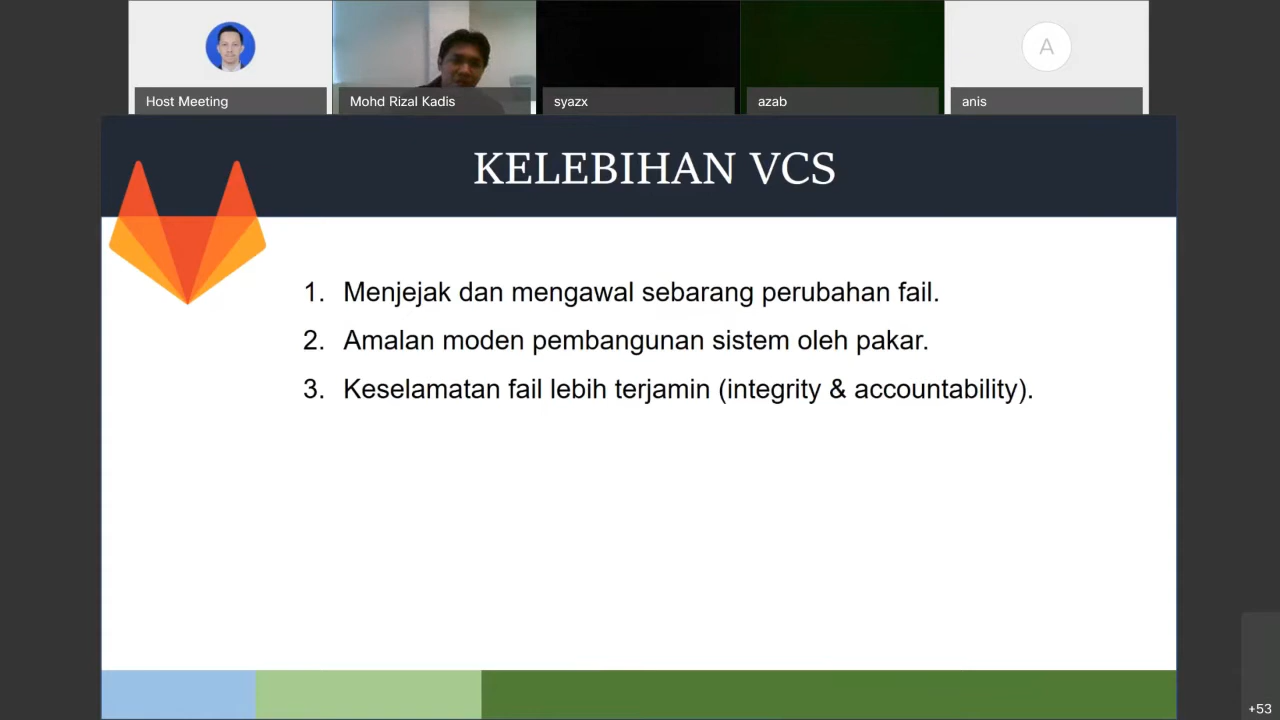 Host Meeting
Mohd Rizal Kadis
syazx
azab
A
anis
KELEBIHAN VCS
1. Menjejak dan mengawal sebarang perubahan fail.
2. Amalan moden pembangunan sistem oleh pakar.
3. Keselamatan fail lebih terjamin (integrity & accountability).
+53